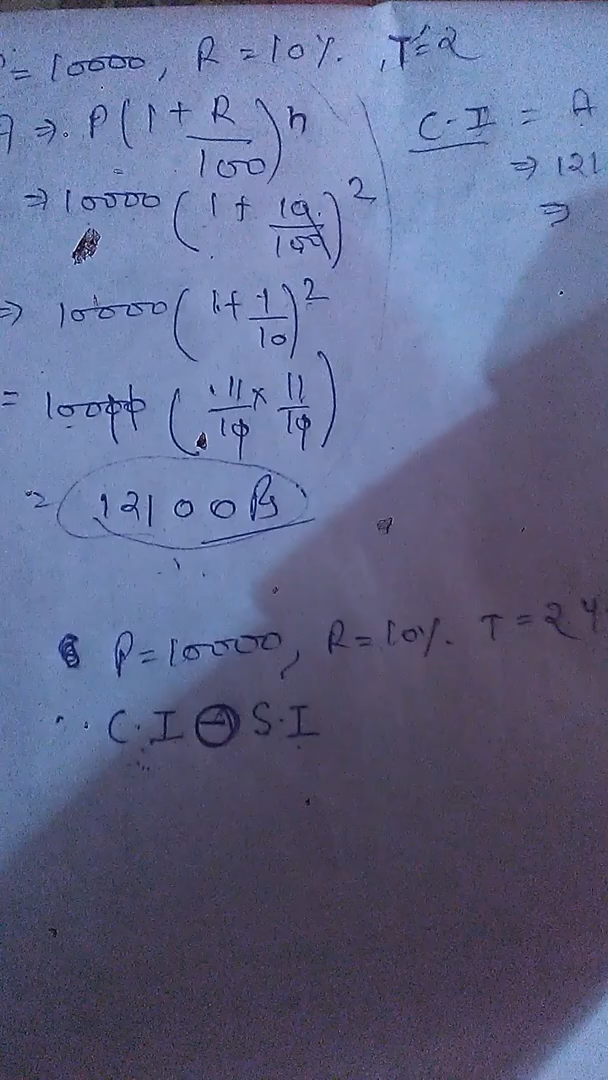 P = 10000, R = 10%. , T = 2
A ⇒ P(1 + R/100)^n
⇒ 10000 (1 + 10/100)^2
⇒ 10000 (1 + 1/10)^2
= 10000 (11/10 × 11/10)
= 12100 Rs
C.I = A
⇒ 121
⇒
P = 10000, R = 10%. T = 2 y
∴ C.I - S.I